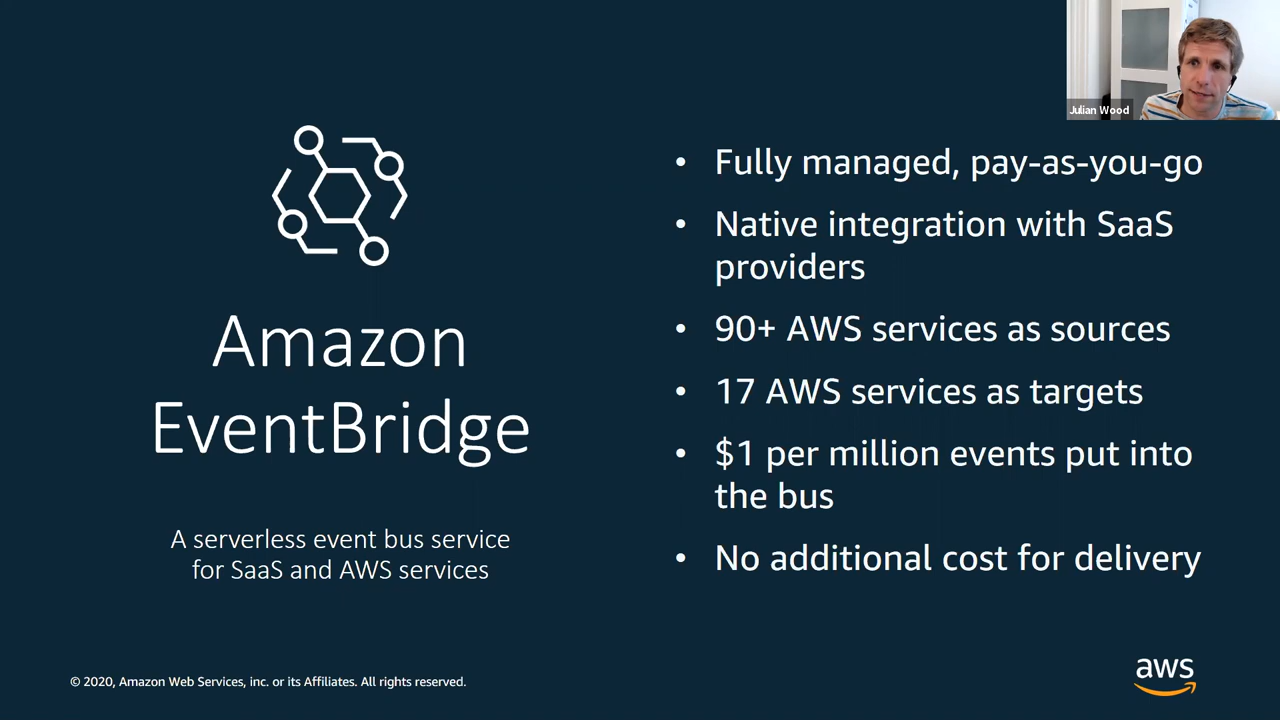 Julian Wood
Amazon
EventBridge
A serverless event bus service
for SaaS and AWS services
• Fully managed, pay-as-you-go
• Native integration with SaaS
providers
• 90+ AWS services as sources
• 17 AWS services as targets
• $1 per million events put into
the bus
• No additional cost for delivery
© 2020, Amazon Web Services, inc. or its Affiliates. All rights reserved.
aws